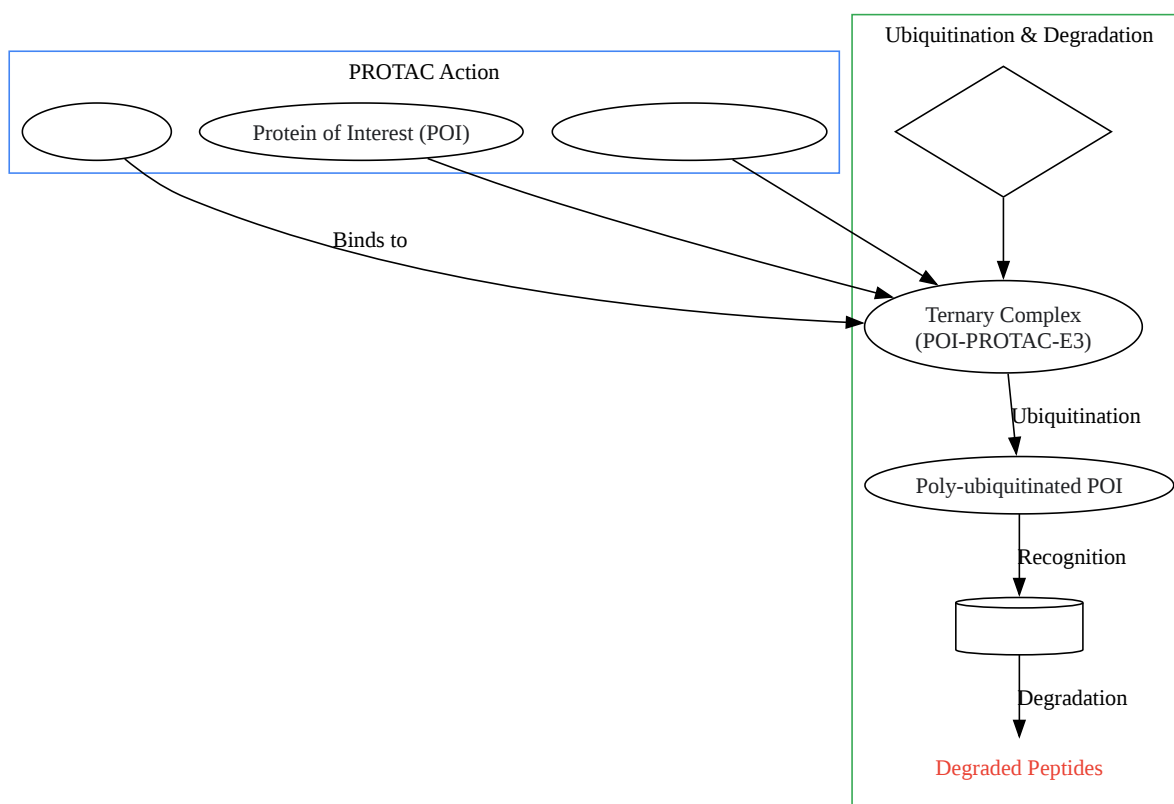 Ubiquitination & Degradation
PROTAC Action
Protein of Interest (POI)
Binds to
Ternary Complex
(POI-PROTAC-E3)
Ubiquitination
Poly-ubiquitinated POI
Recognition
Degradation
Degraded Peptides